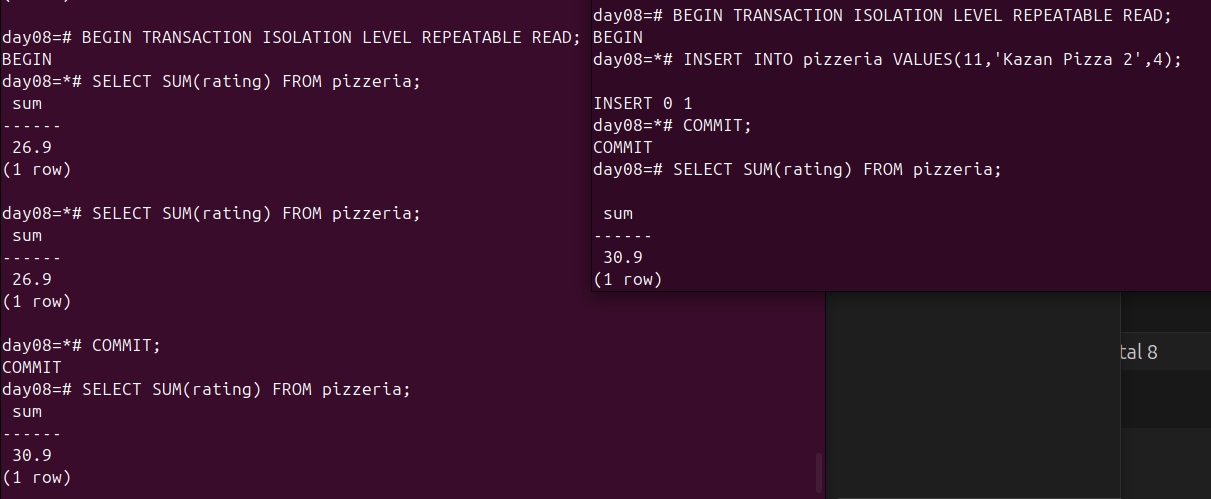 day08=# BEGIN TRANSACTION ISOLATION LEVEL REPEATABLE READ;
BEGIN
day08=*# SELECT SUM(rating) FROM pizzeria;
 sum
------
 26.9
(1 row)

day08=*# SELECT SUM(rating) FROM pizzeria;
 sum
------
 26.9
(1 row)

day08=*# COMMIT;
COMMIT
day08=# SELECT SUM(rating) FROM pizzeria;
 sum
------
 30.9
(1 row)

day08=# BEGIN TRANSACTION ISOLATION LEVEL REPEATABLE READ;
BEGIN
day08=*# INSERT INTO pizzeria VALUES(11,'Kazan Pizza 2',4);

INSERT 0 1
day08=*# COMMIT;
COMMIT
day08=# SELECT SUM(rating) FROM pizzeria;

 sum
------
 30.9
(1 row)

tal 8